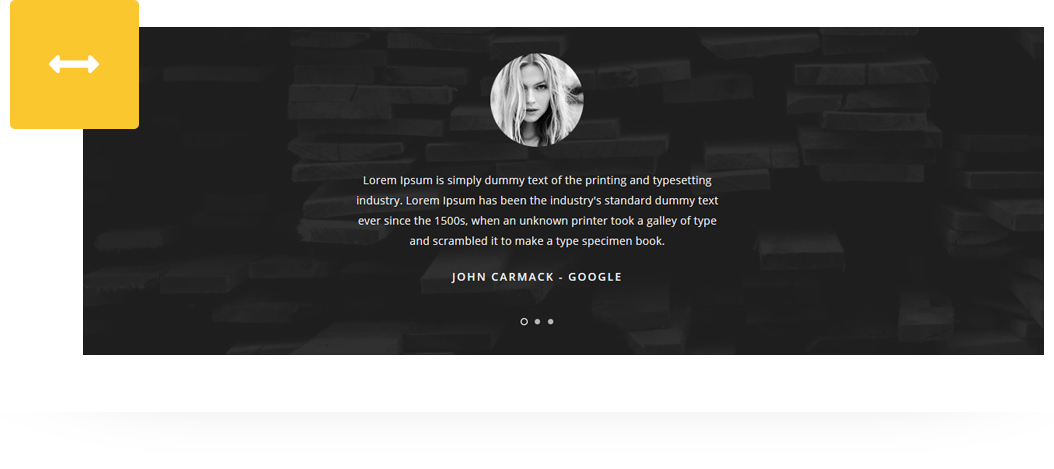 Lorem Ipsum is simply dummy text of the printing and typesetting
industry. Lorem Ipsum has been the industry's standard dummy text
ever since the 1500s, when an unknown printer took a galley of type
and scrambled it to make a type specimen book.
JOHN CARMACK - GOOGLE